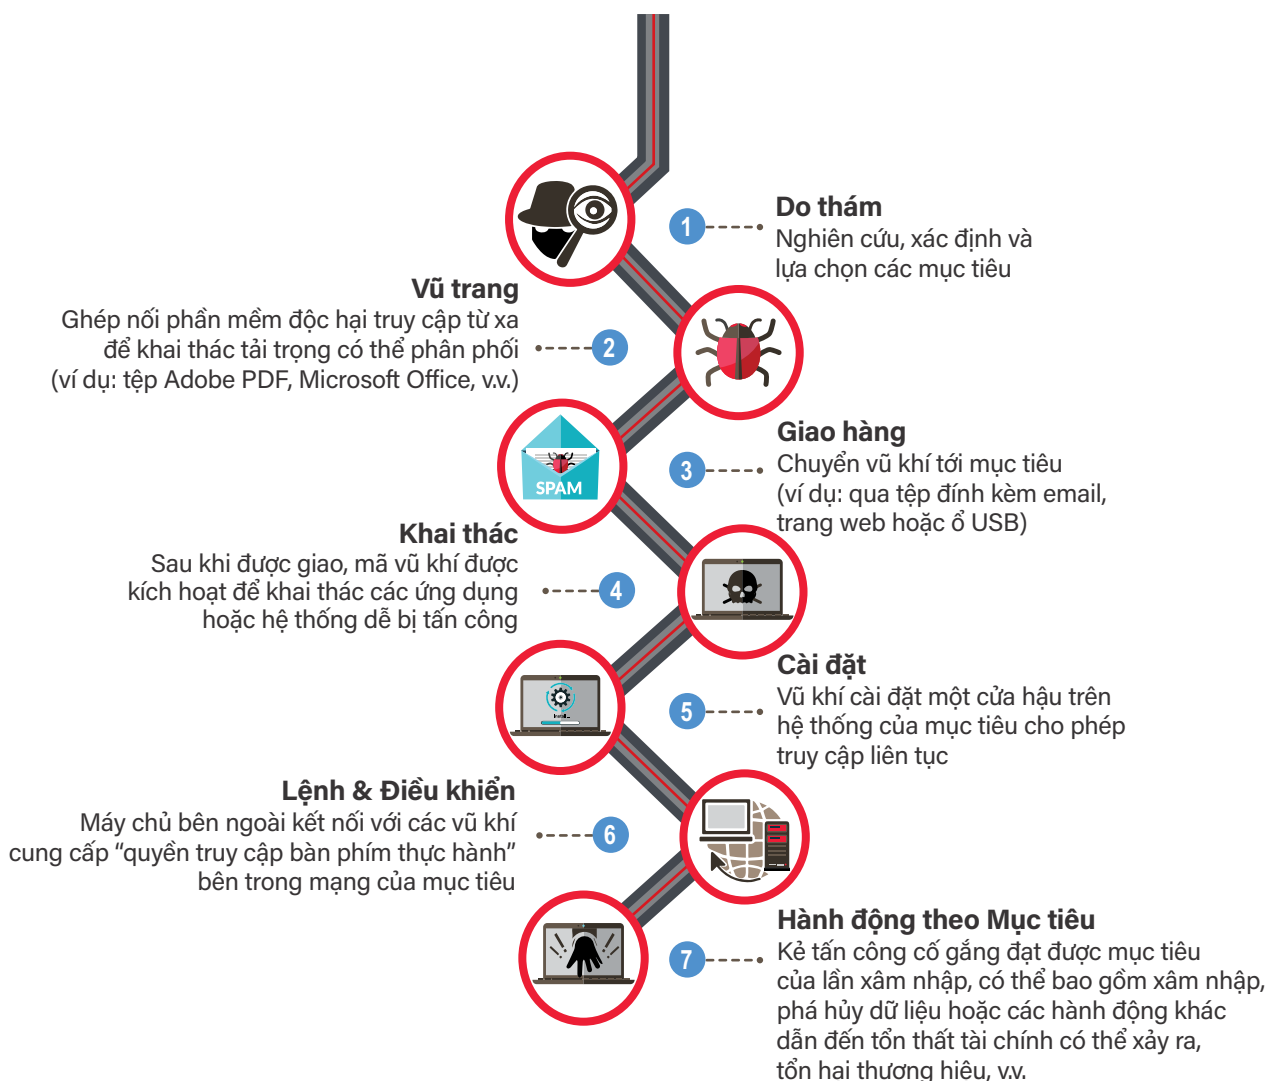 1
Do thám
Nghiên cứu, xác định và
lựa chọn các mục tiêu
Vũ trang
Ghép nối phần mềm độc hại truy cập từ xa
để khai thác tải trọng có thể phân phối
(ví dụ: tệp Adobe PDF, Microsoft Office, v.v.)
2
SPAM
3
Giao hàng
Chuyển vũ khí tới mục tiêu
(ví dụ: qua tệp đính kèm email,
trang web hoặc ổ USB)
Khai thác
Sau khi được giao, mã vũ khí được
kích hoạt để khai thác các ứng dụng
hoặc hệ thống dễ bị tấn công
4
Install...
5
Cài đặt
Vũ khí cài đặt một cửa hậu trên
hệ thống của mục tiêu cho phép
truy cập liên tục
Lệnh & Điều khiển
Máy chủ bên ngoài kết nối với các vũ khí
cung cấp “quyền truy cập bàn phím thực hành”
bên trong mạng của mục tiêu
6
7
Hành động theo Mục tiêu
Kẻ tấn công cố gắng đạt được mục tiêu
của lần xâm nhập, có thể bao gồm xâm nhập,
phá hủy dữ liệu hoặc các hành động khác
dẫn đến tổn thất tài chính có thể xảy ra,
tổn hại thương hiệu, v.v.